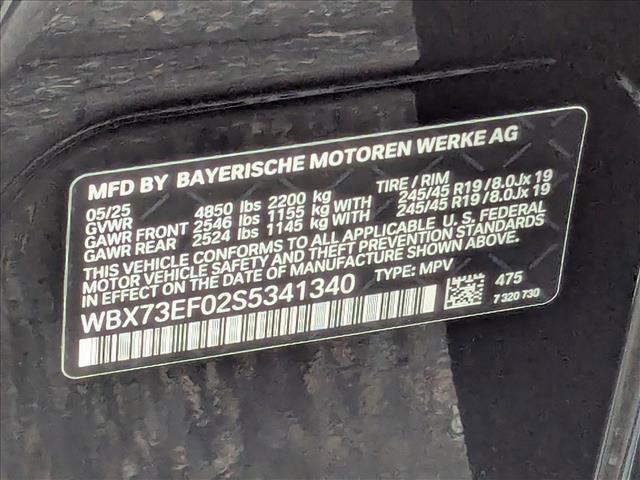 MFD BY BAYERISCHE MOTOREN WERKE AG
05/25 TIRE / RIM
GVWR 4850 lbs 2200 kg
GAWR FRONT 2546 lbs 1155 kg WITH 245/45 R19 / 8.0Jx 19
GAWR REAR 2524 lbs 1145 kg WITH 245/45 R19 / 8.0Jx 19
THIS VEHICLE CONFORMS TO ALL APPLICABLE U. S. FEDERAL
MOTOR VEHICLE SAFETY AND THEFT PREVENTION STANDARDS
IN EFFECT ON THE DATE OF MANUFACTURE SHOWN ABOVE.
WBX73EF02S5341340 TYPE: MPV 475
7 320 730